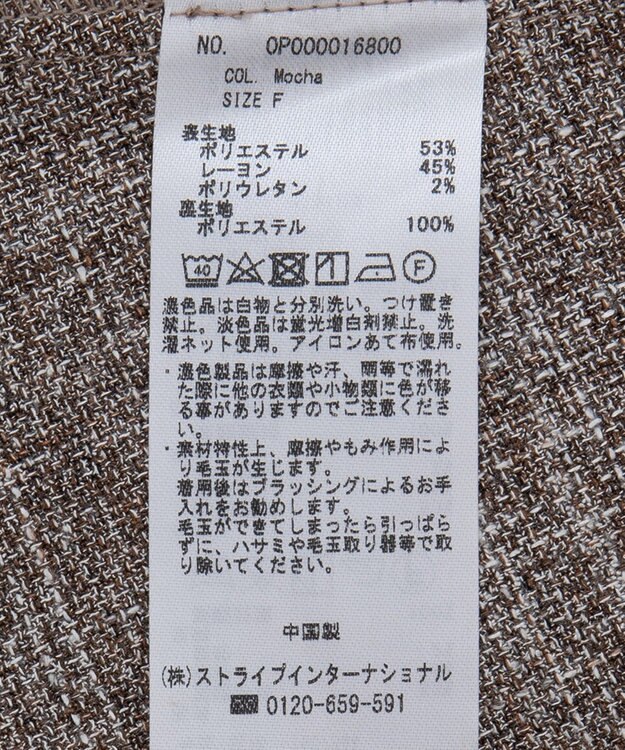 NO. OP000016800
COL. Mocha
SIZE F
表生地
ポリエステル 53%
レーヨン 45%
ポリウレタン 2%
裏生地
ポリエステル 100%
40 F
濃色品は白物と分別洗い。つけ置き
禁止。淡色品は蛍光増白剤禁止。洗
濯ネット使用。アイロンあて布使用。
・濃色製品は摩擦や汗、雨等で濡れ
た際に他の衣類や小物類に色が移
る事がありますのでご注意くださ
い。
・素材特性上、摩擦やもみ作用によ
り毛玉が生じます。
着用後はブラッシングによるお手
入れをお勧めします。
毛玉ができてしまったら引っぱら
ずに、ハサミや毛玉取り器等で取
り除いてください。
中国製
(株)ストライプインターナショナル
0120-659-591